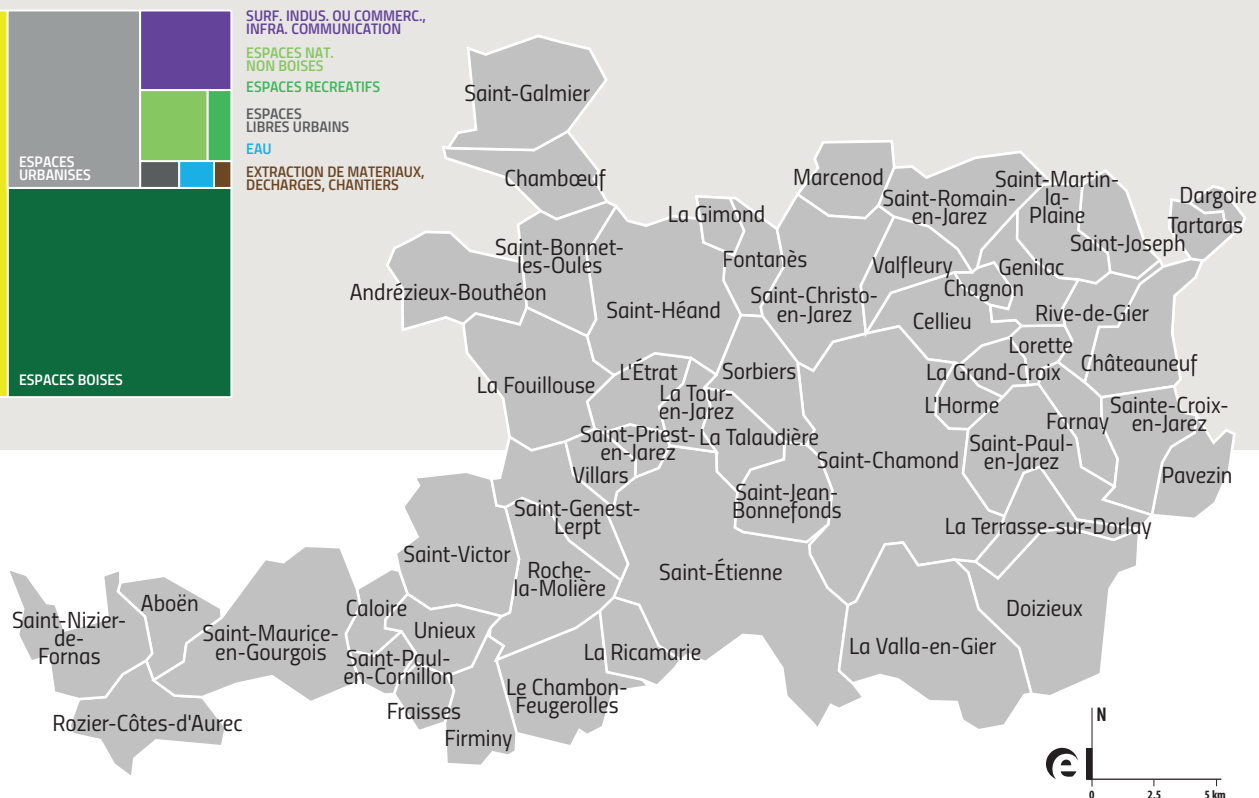 SURF. INDUS. OU COMMERC.,
INFRA. COMMUNICATION
ESPACES NAT.
NON BOISES
ESPACES RECREATIFS
ESPACES
LIBRES URBAINS
EAU
EXTRACTION DE MATERIAUX,
DECHARGES, CHANTIERS
ESPACES
URBANISES
ESPACES BOISES
Saint-Galmier
Chambœuf
Marcenod
Saint-Romain-
en-Jarez
Saint-Martin-
la-
Plaine
Dargoire
Tartaras
La Gimond
Saint-Joseph
Saint-Bonnet-
les-Oules
Fontanès
Valfleury
Genilac
Chagnon
Andrézieux-Bouthéon
Saint-Héand
Saint-Christo-
en-Jarez
Cellieu
Rive-de-Gier
Lorette
Châteauneuf
La Fouillouse
L'Étrat
Sorbiers
La Grand-Croix
La Tour-
en-Jarez
L'Horme
Farnay
Sainte-Croix-
en-Jarez
Saint-Priest-
en-Jarez
La Talaudière
Saint-Paul-
en-Jarez
Saint-Chamond
Villars
Pavezin
Saint-Jean-
Bonnefonds
Saint-Genest-
Lerpt
La Terrasse-sur-Dorlay
Saint-Victor
Roche-
la-Molière
Saint-Étienne
Aboën
Caloire
Doizieux
Saint-Nizier-
de-
Fornas
Saint-Maurice-
en-Gourgois
Unieux
La Valla-en-Gier
La Ricamarie
Saint-Paul-
en-Cornillon
Le Chambon-
Feugerolles
Rozier-Côtes-d'Aurec
Fraisses
Firminy
N
e
0 2.5 5 km